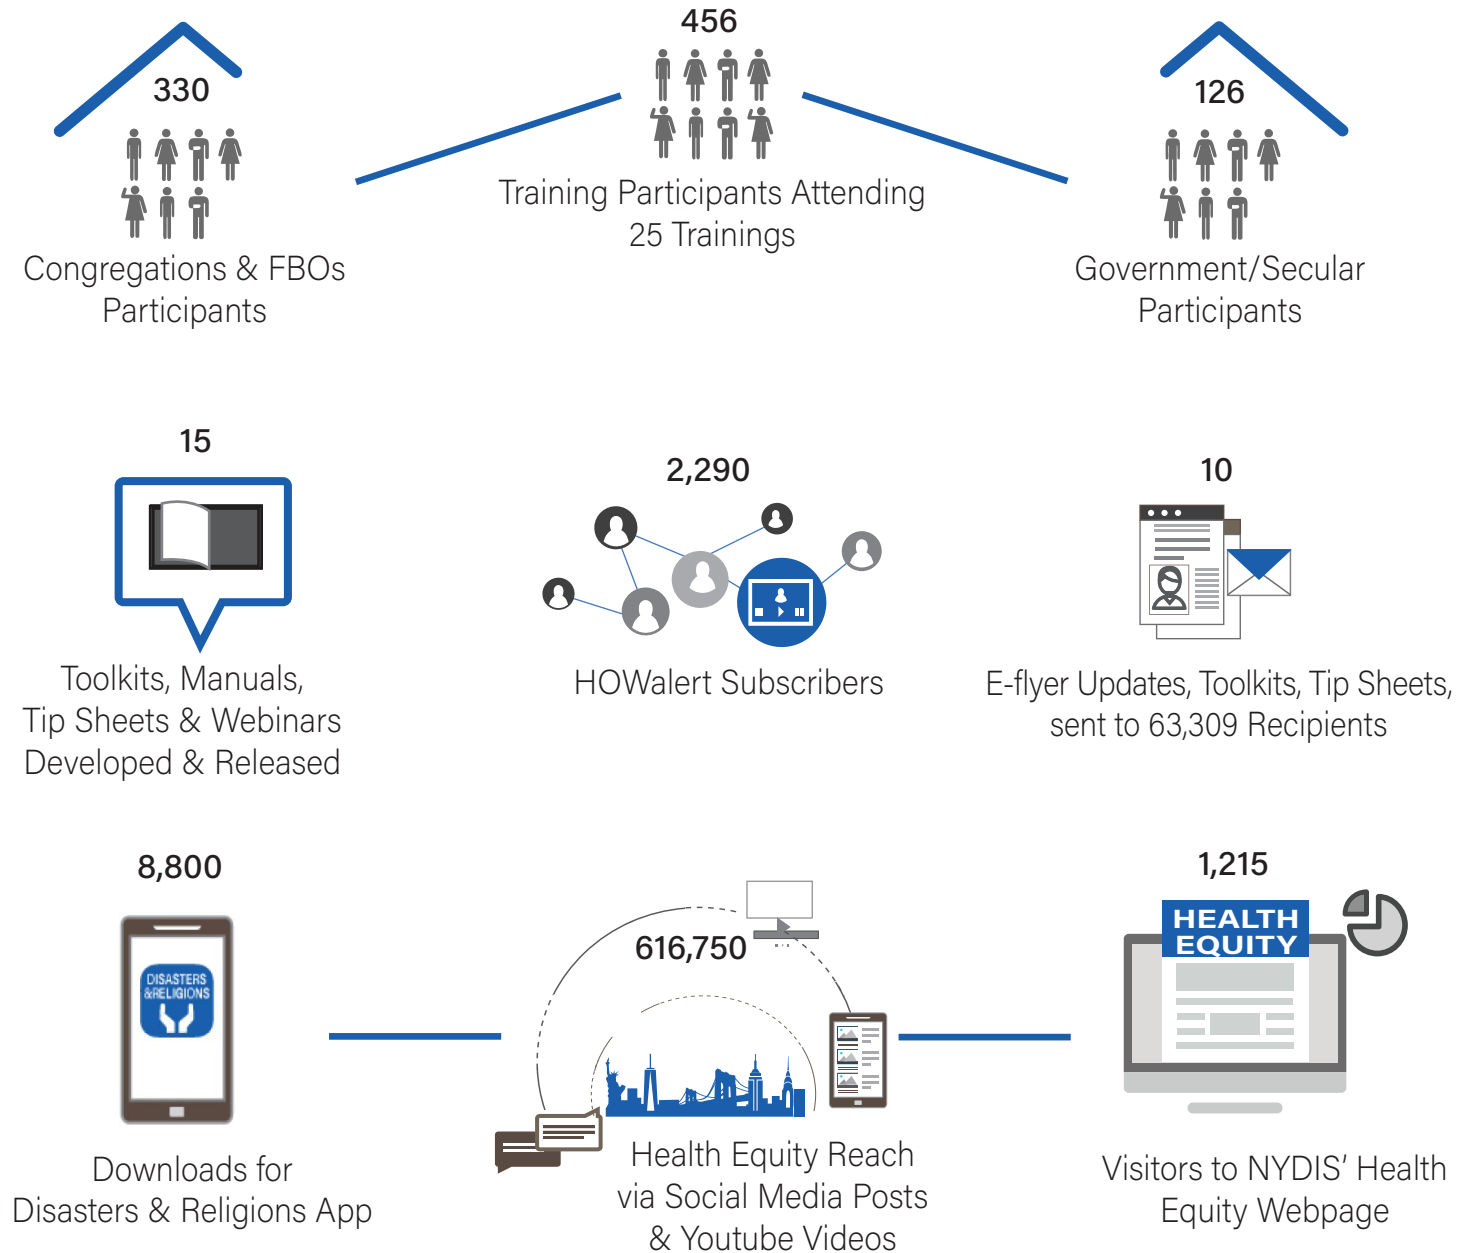 330
Congregations & FBOs
Participants
456
Training Participants Attending
25 Trainings
126
Government/Secular
Participants
15
Toolkits, Manuals,
Tip Sheets & Webinars
Developed & Released
2,290
HOWalert Subscribers
10
E-flyer Updates, Toolkits, Tip Sheets,
sent to 63,309 Recipients
8,800
DISASTERS
&RELIGIONS
Downloads for
Disasters & Religions App
616,750
Health Equity Reach
via Social Media Posts
& Youtube Videos
1,215
HEALTH
EQUITY
Visitors to NYDIS' Health
Equity Webpage